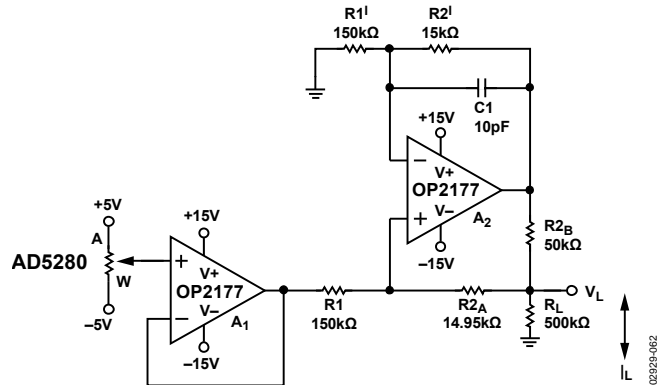 R1ᴵ
150kΩ
R2ᴵ
15kΩ
C1
10pF
+15V
−
V+
OP2177
+
V−
A₂
−15V
R2B
50kΩ
+5V
A
AD5280
W
−5V
+15V
+
V+
OP2177
−
V−
A₁
−15V
R1
150kΩ
R2A
14.95kΩ
VL
RL
500kΩ
IL
02929-062